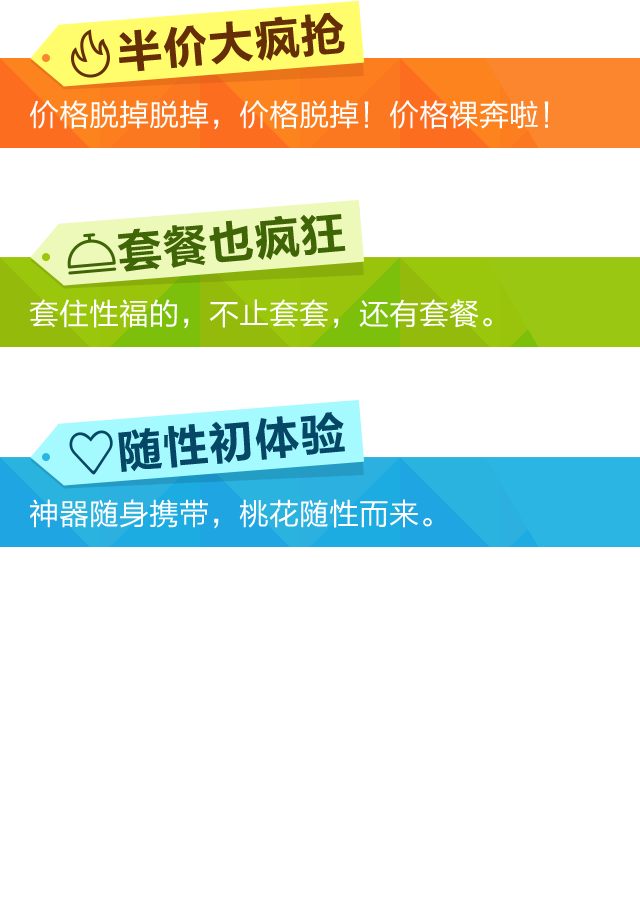 半价大疯抢
价格脱掉脱掉，价格脱掉！价格裸奔啦！
套餐也疯狂
套住性福的，不止套套，还有套餐。
随性初体验
神器随身携带，桃花随性而来。